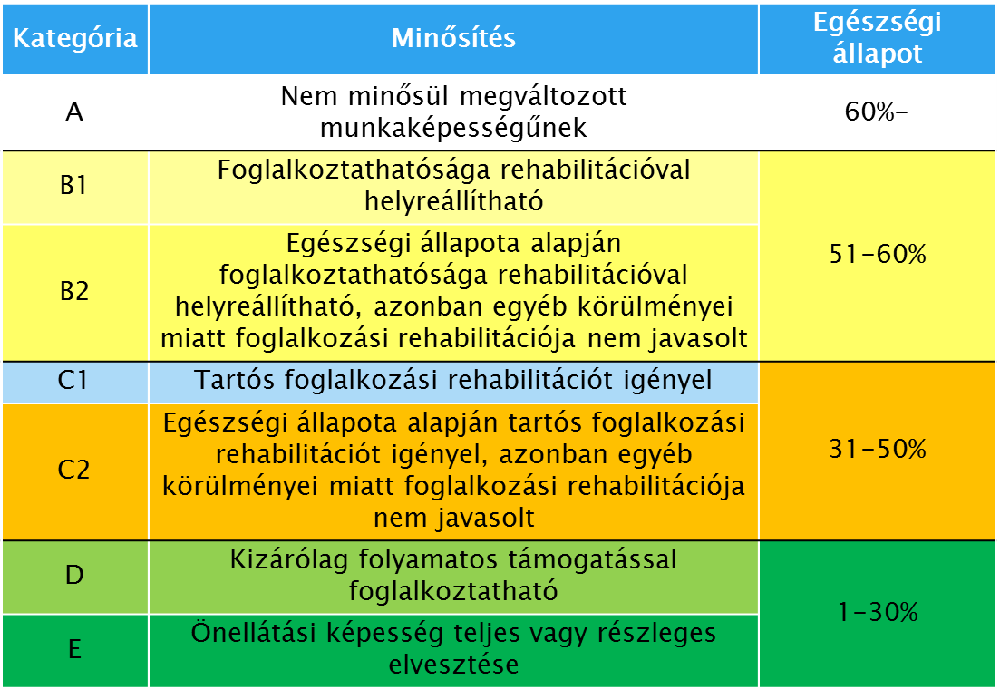 Kategória
Minősítés
Egészségi
állapot
A
Nem minősül megváltozott
munkaképességűnek
60%-
B1
Foglalkoztathatósága rehabilitációval
helyreállítható
51-60%
B2
Egészségi állapota alapján
foglalkoztathatósága rehabilitációval
helyreállítható, azonban egyéb körülményei
miatt foglalkozási rehabilitációja nem javasolt
C1
Tartós foglalkozási rehabilitációt igényel
31-50%
C2
Egészségi állapota alapján tartós foglalkozási
rehabilitációt igényel, azonban egyéb
körülményei miatt foglalkozási rehabilitációja
nem javasolt
D
Kizárólag folyamatos támogatással
foglalkoztatható
1-30%
E
Önellátási képesség teljes vagy részleges
elvesztése